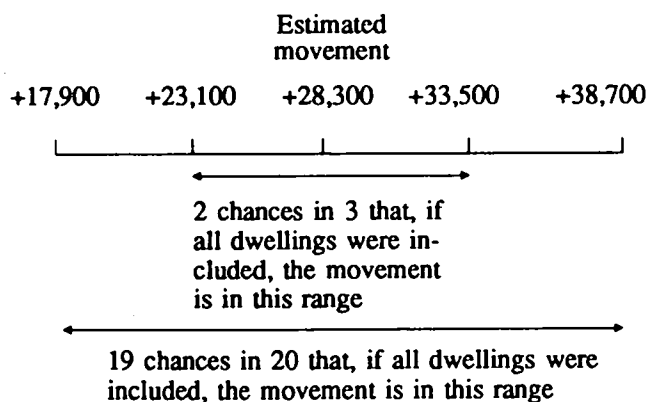 Estimated
movement
+17,900 +23,100 +28,300 +33,500 +38,700
2 chances in 3 that, if
all dwellings were in-
cluded, the movement
is in this range
19 chances in 20 that, if all dwellings were
included, the movement is in this range